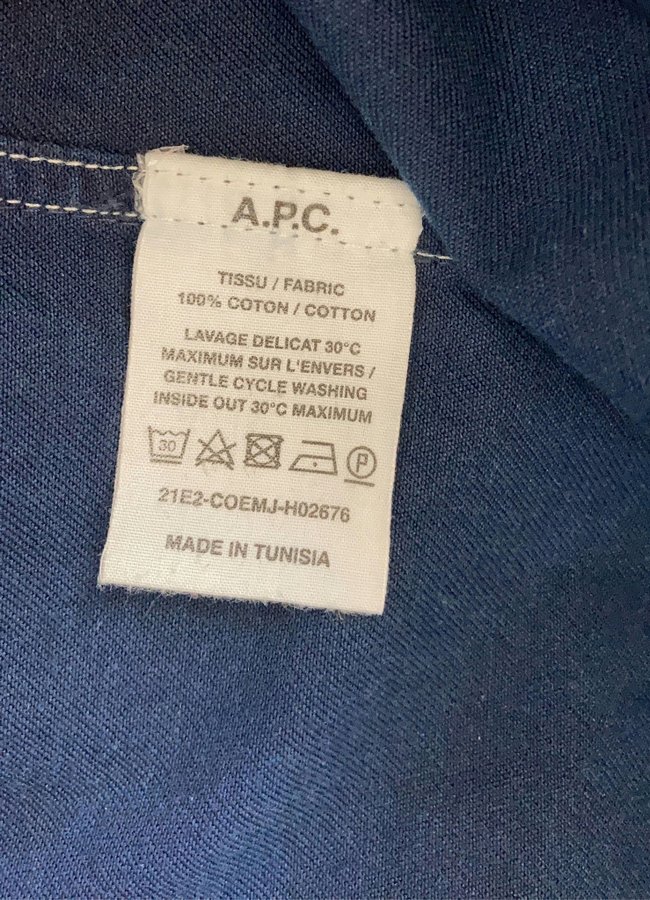 A.P.C.
TISSU / FABRIC
100% COTON / COTTON
LAVAGE DELICAT 30°C
MAXIMUM SUR L'ENVERS /
GENTLE CYCLE WASHING
INSIDE OUT 30°C MAXIMUM
30 P
21E2-COEMJ-H02676
MADE IN TUNISIA